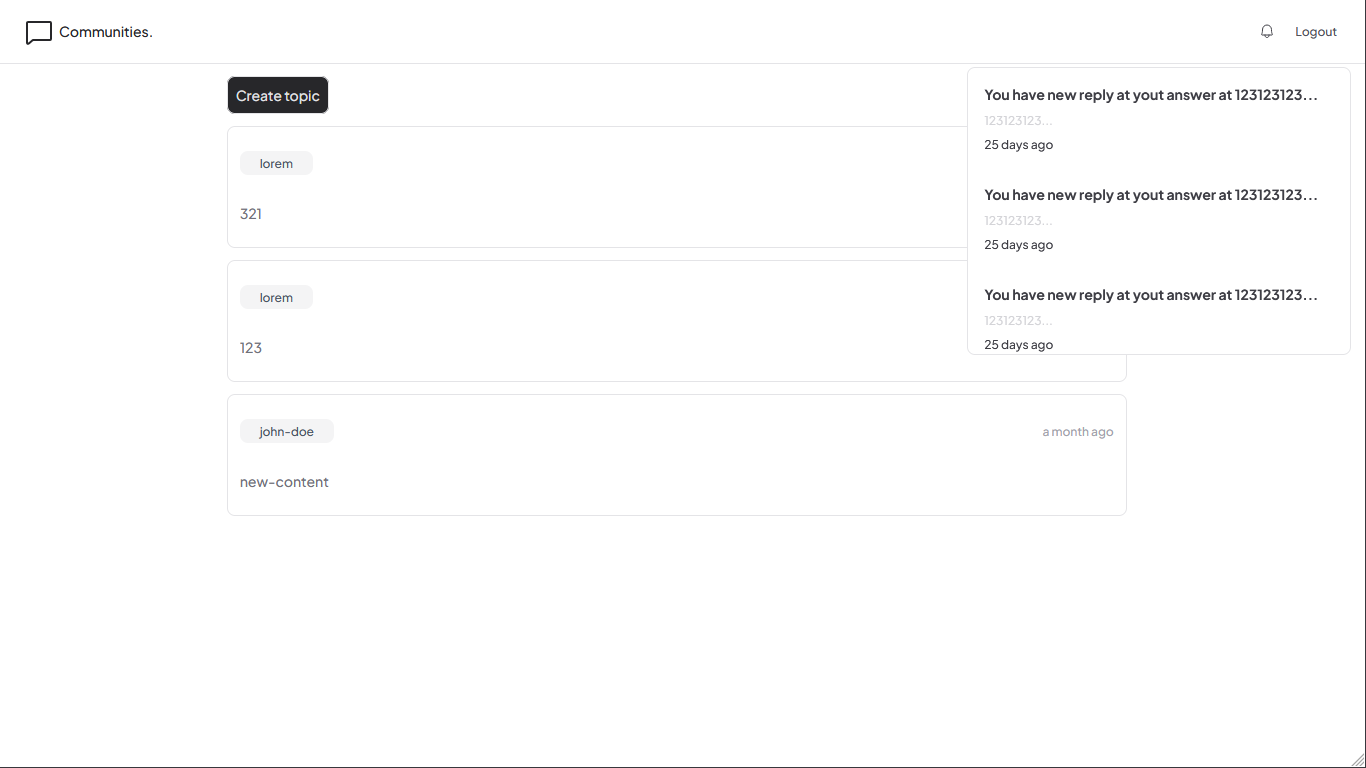 Communities.
Logout
Create topic
lorem
321
lorem
123
john-doe
a month ago
new-content
You have new reply at yout answer at 123123123...
123123123...
25 days ago
You have new reply at yout answer at 123123123...
123123123...
25 days ago
You have new reply at yout answer at 123123123...
123123123...
25 days ago